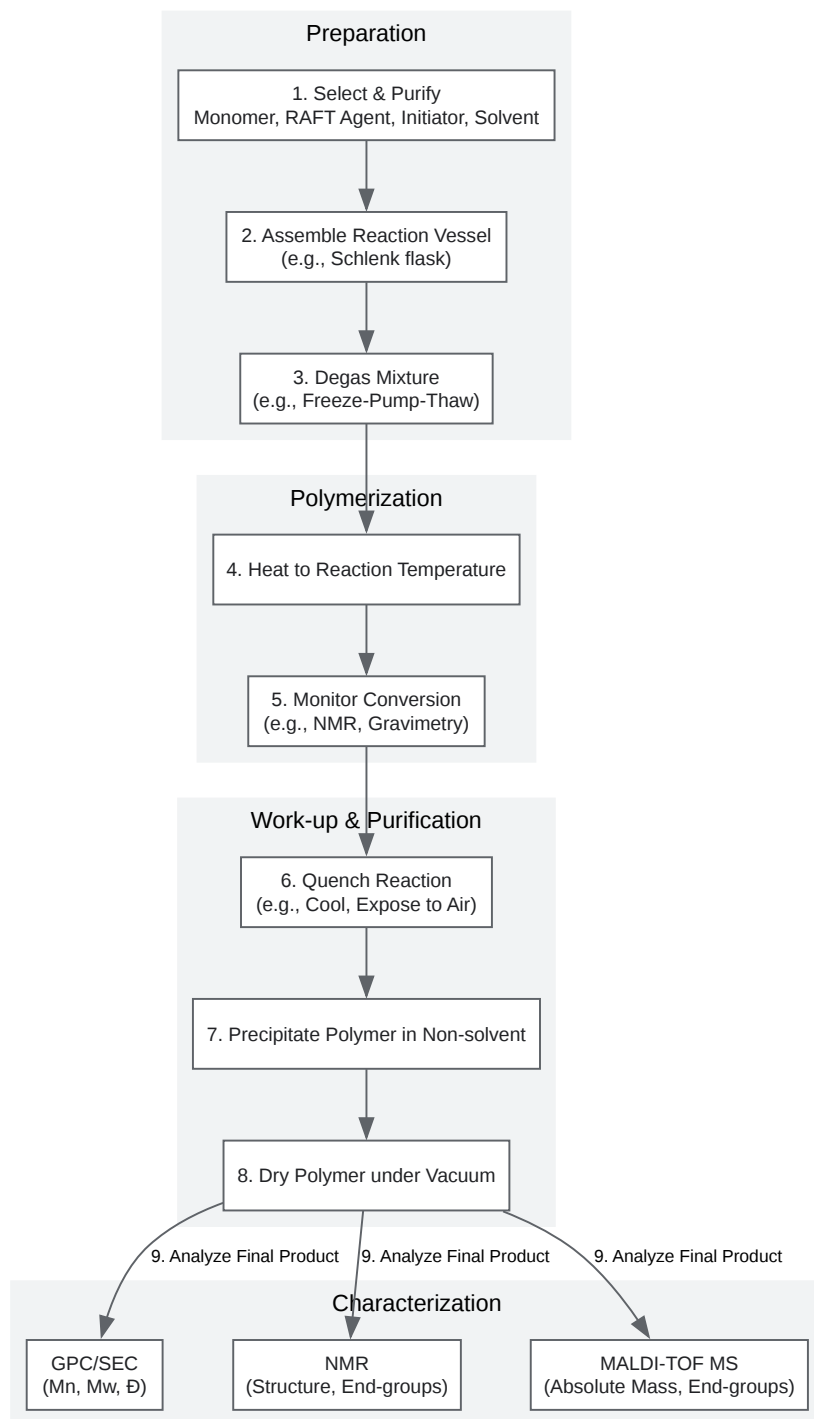 Preparation
1. Select & Purify
Monomer, RAFT Agent, Initiator, Solvent
2. Assemble Reaction Vessel
(e.g., Schlenk flask)
3. Degas Mixture
(e.g., Freeze-Pump-Thaw)
Polymerization
4. Heat to Reaction Temperature
5. Monitor Conversion
(e.g., NMR, Gravimetry)
Work-up & Purification
6. Quench Reaction
(e.g., Cool, Expose to Air)
7. Precipitate Polymer in Non-solvent
8. Dry Polymer under Vacuum
9. Analyze Final Product
9. Analyze Final Product
9. Analyze Final Product
Characterization
GPC/SEC
(Mn, Mw, Đ)
NMR
(Structure, End-groups)
MALDI-TOF MS
(Absolute Mass, End-groups)